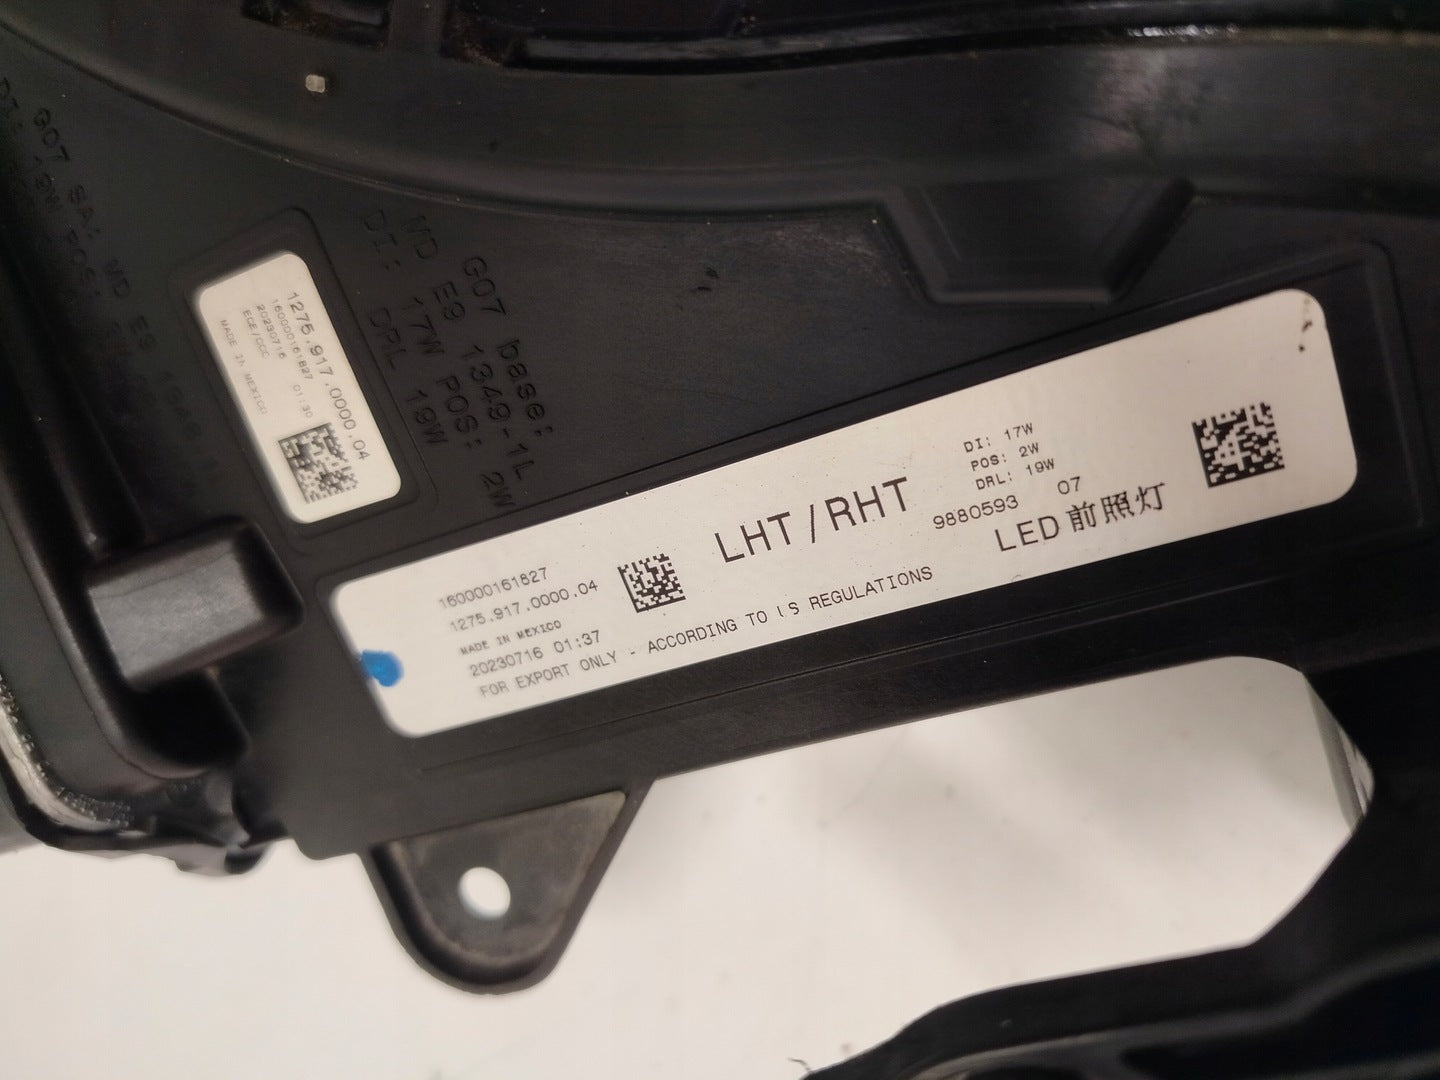 G07 base:
WD E9 1349-1L
DI: 17W POS: 2W
DRL 19W
1275.917.0000.04
160000161827
20230716 01:30
ECE/CCC
MADE IN MEXICO
160000161827
1275.917.0000.04
MADE IN MEXICO
20230716 01:37
FOR EXPORT ONLY - ACCORDING TO REGULATIONS
LHT/RHT
DI: 17W
POS: 2W
DRL: 19W
9880593 07
LED 前照灯